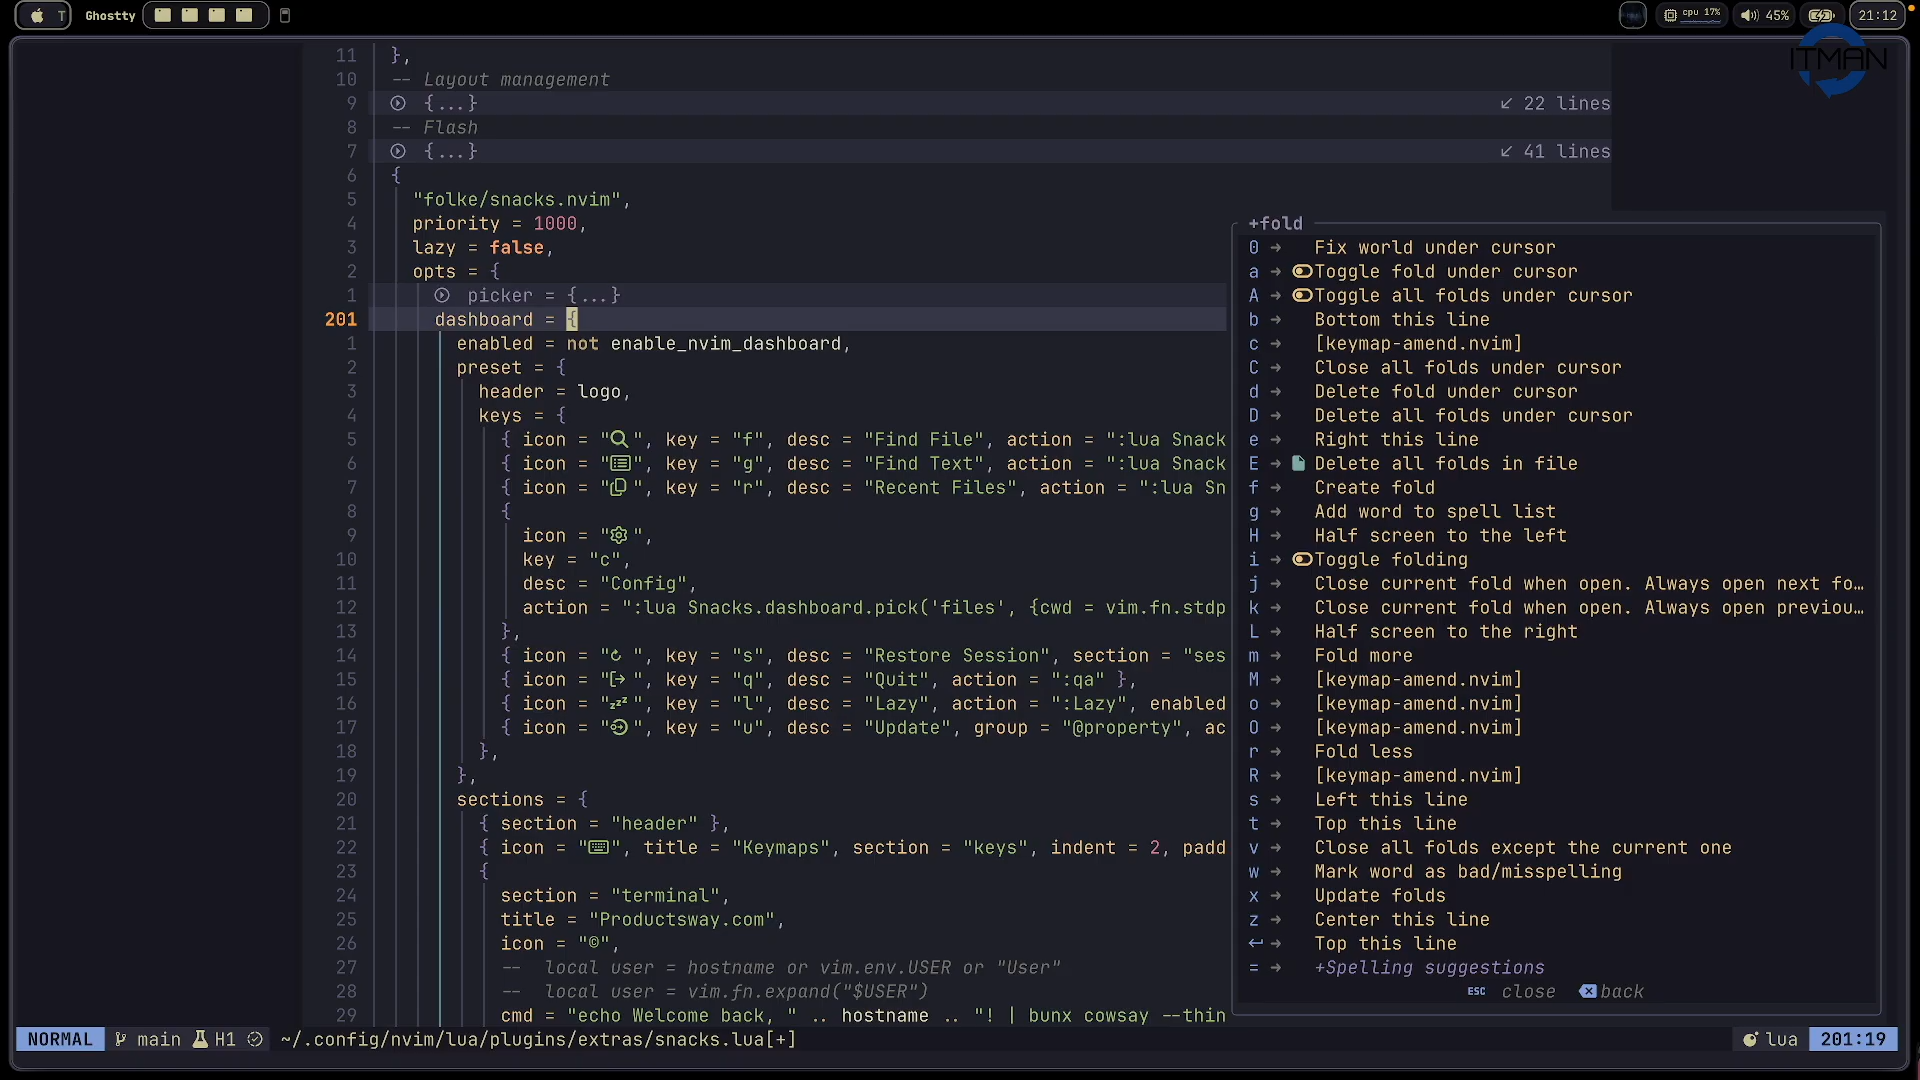 T Ghostty
cpu 17% 45% 21:12
ITMAN
11 },
10 -- Layout management
9 {...} ↙ 22 lines
8 -- Flash
7 {...} ↙ 41 lines
6 {
5 "folke/snacks.nvim",
4 priority = 1000,
3 lazy = false,
2 opts = {
1 picker = {...}
201 dashboard = {
1 enabled = not enable_nvim_dashboard,
2 preset = {
3 header = logo,
4 keys = {
5 { icon = " ", key = "f", desc = "Find File", action = ":lua Snack
6 { icon = " ", key = "g", desc = "Find Text", action = ":lua Snack
7 { icon = " ", key = "r", desc = "Recent Files", action = ":lua Sn
8 {
9 icon = " ",
10 key = "c",
11 desc = "Config",
12 action = ":lua Snacks.dashboard.pick('files', {cwd = vim.fn.stdp
13 },
14 { icon = " ", key = "s", desc = "Restore Session", section = "ses
15 { icon = " ", key = "q", desc = "Quit", action = ":qa" },
16 { icon = "zzz ", key = "l", desc = "Lazy", action = ":Lazy", enabled
17 { icon = " ", key = "u", desc = "Update", group = "@property", ac
18 },
19 },
20 sections = {
21 { section = "header" },
22 { icon = " ", title = "Keymaps", section = "keys", indent = 2, padd
23 {
24 section = "terminal",
25 title = "Productsway.com",
26 icon = "©",
27 -- local user = hostname or vim.env.USER or "User"
28 -- local user = vim.fn.expand("$USER")
29 cmd = "echo Welcome back, " .. hostname .. "! | bunx cowsay --thin
+fold
0 → Fix world under cursor
a → Toggle fold under cursor
A → Toggle all folds under cursor
b → Bottom this line
c → [keymap-amend.nvim]
C → Close all folds under cursor
d → Delete fold under cursor
D → Delete all folds under cursor
e → Right this line
E → Delete all folds in file
f → Create fold
g → Add word to spell list
H → Half screen to the left
i → Toggle folding
j → Close current fold when open. Always open next fo…
k → Close current fold when open. Always open previou…
L → Half screen to the right
m → Fold more
M → [keymap-amend.nvim]
o → [keymap-amend.nvim]
O → [keymap-amend.nvim]
r → Fold less
R → [keymap-amend.nvim]
s → Left this line
t → Top this line
v → Close all folds except the current one
w → Mark word as bad/misspelling
x → Update folds
z → Center this line
↵ → Top this line
= → +Spelling suggestions
ESC close back
NORMAL main H1 ~/.config/nvim/lua/plugins/extras/snacks.lua[+] lua 201:19